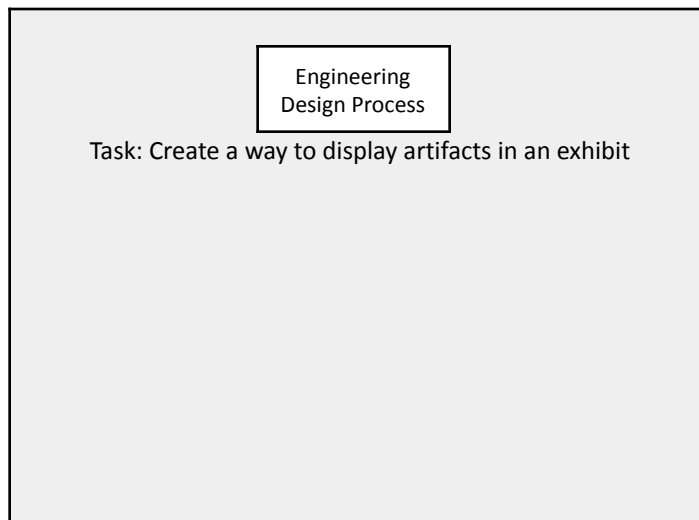 Engineering
Design Process
Task: Create a way to display artifacts in an exhibit